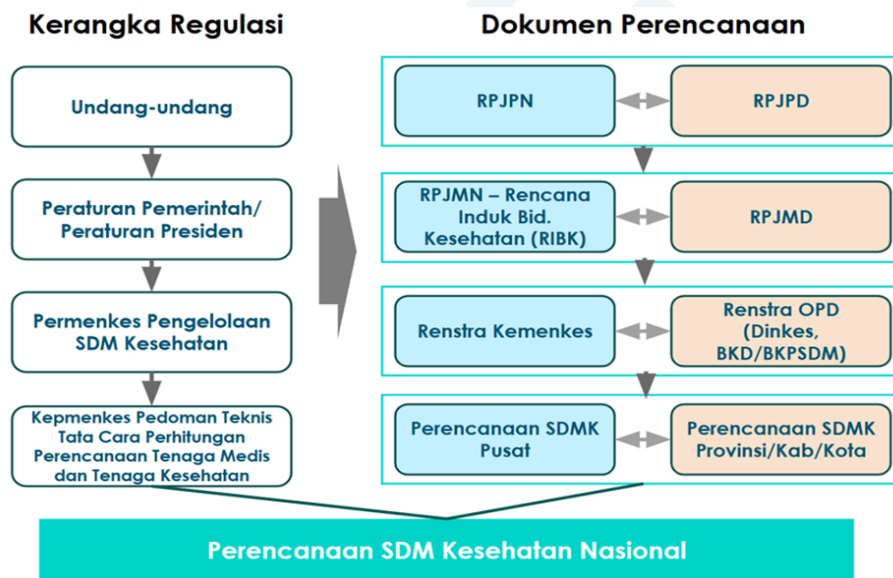 Kerangka Regulasi
Undang-undang
Peraturan Pemerintah/
Peraturan Presiden
Permenkes Pengelolaan
SDM Kesehatan
Kepmenkes Pedoman Teknis
Tata Cara Perhitungan
Perencanaan Tenaga Medis
dan Tenaga Kesehatan
Dokumen Perencanaan
RPJPN
RPJPD
RPJMN – Rencana
Induk Bid.
Kesehatan (RIBK)
RPJMD
Renstra Kemenkes
Renstra OPD
(Dinkes,
BKD/BKPSDM)
Perencanaan SDMK
Pusat
Perencanaan SDMK
Provinsi/Kab/Kota
Perencanaan SDM Kesehatan Nasional